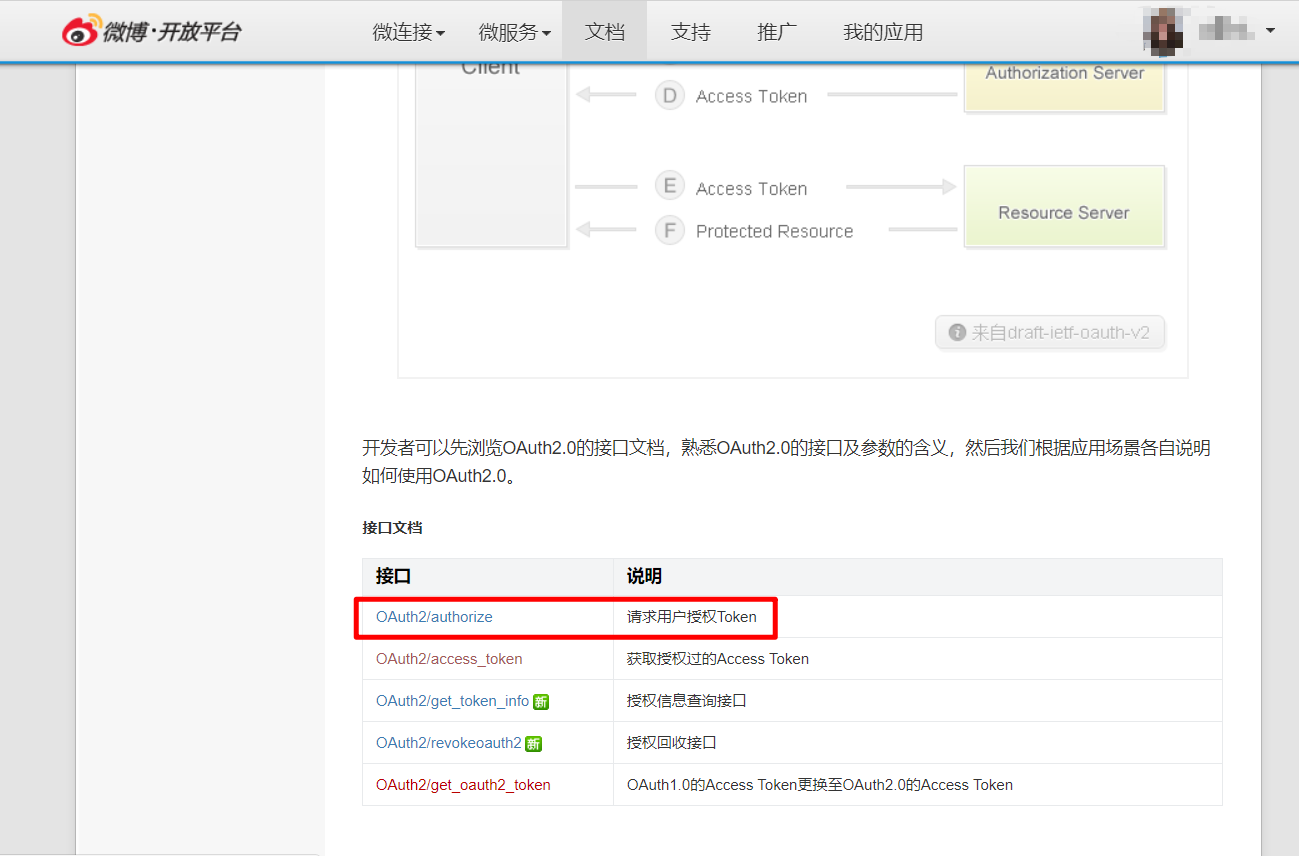 微博·开放平台 微连接 微服务 文档 支持 推广 我的应用
Client
Authorization Server
D Access Token
E Access Token
Resource Server
F Protected Resource
来自draft-ietf-oauth-v2
开发者可以先浏览OAuth2.0的接口文档，熟悉OAuth2.0的接口及参数的含义，然后我们根据应用场景各自说明
如何使用OAuth2.0。
接口文档
接口 说明
OAuth2/authorize 请求用户授权Token
OAuth2/access_token 获取授权过的Access Token
OAuth2/get_token_info 新 授权信息查询接口
OAuth2/revokeoauth2 新 授权回收接口
OAuth2/get_oauth2_token OAuth1.0的Access Token更换至OAuth2.0的Access Token